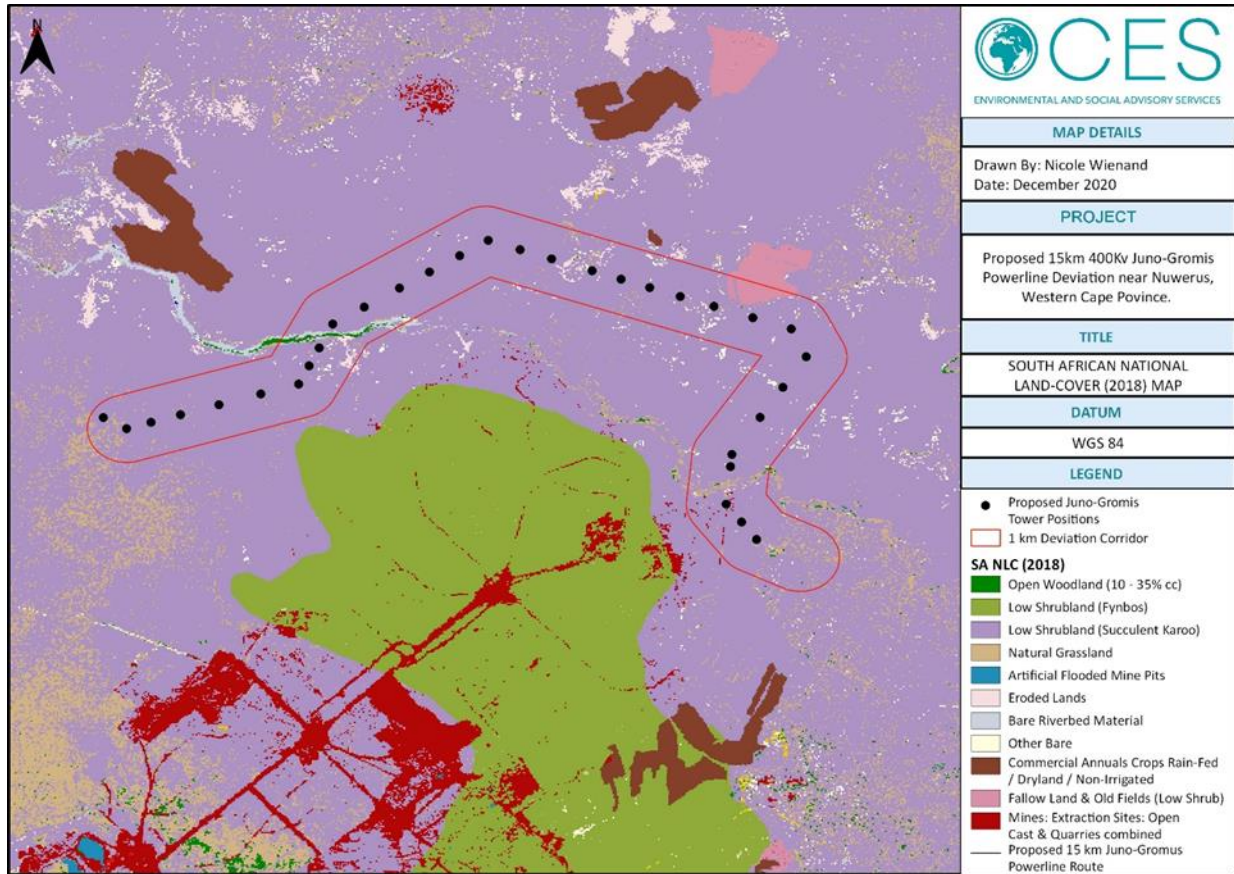 N
CES
ENVIRONMENTAL AND SOCIAL ADVISORY SERVICES
MAP DETAILS
Drawn By: Nicole Wienand
Date: December 2020
PROJECT
Proposed 15km 400Kv Juno-Gromis
Powerline Deviation near Nuwerus,
Western Cape Povince.
TITLE
SOUTH AFRICAN NATIONAL
LAND-COVER (2018) MAP
DATUM
WGS 84
LEGEND
Proposed Juno-Gromis
Tower Positions
1 km Deviation Corridor
SA NLC (2018)
Open Woodland (10 - 35% cc)
Low Shrubland (Fynbos)
Low Shrubland (Succulent Karoo)
Natural Grassland
Artificial Flooded Mine Pits
Eroded Lands
Bare Riverbed Material
Other Bare
Commercial Annuals Crops Rain-Fed
/ Dryland / Non-Irrigated
Fallow Land & Old Fields (Low Shrub)
Mines: Extraction Sites: Open
Cast & Quarries combined
Proposed 15 km Juno-Gromus
Powerline Route